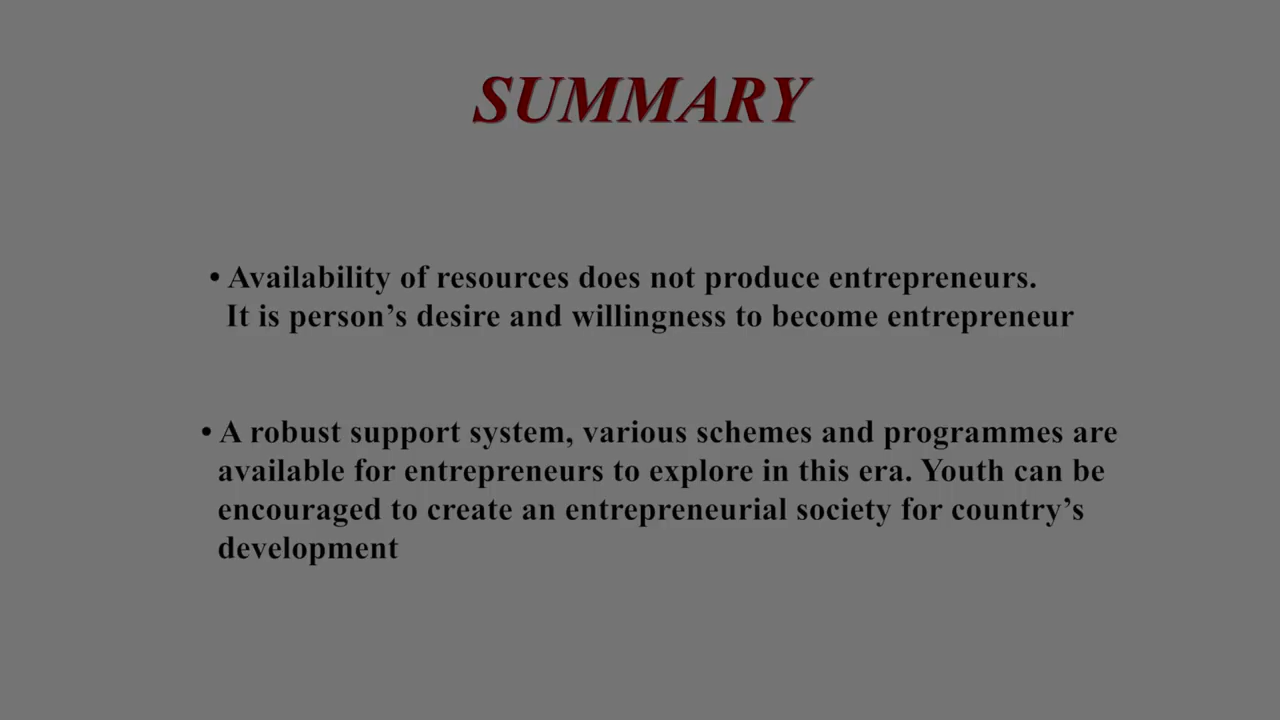 SUMMARY
• Availability of resources does not produce entrepreneurs.
It is person’s desire and willingness to become entrepreneur
• A robust support system, various schemes and programmes are
available for entrepreneurs to explore in this era. Youth can be
encouraged to create an entrepreneurial society for country’s
development